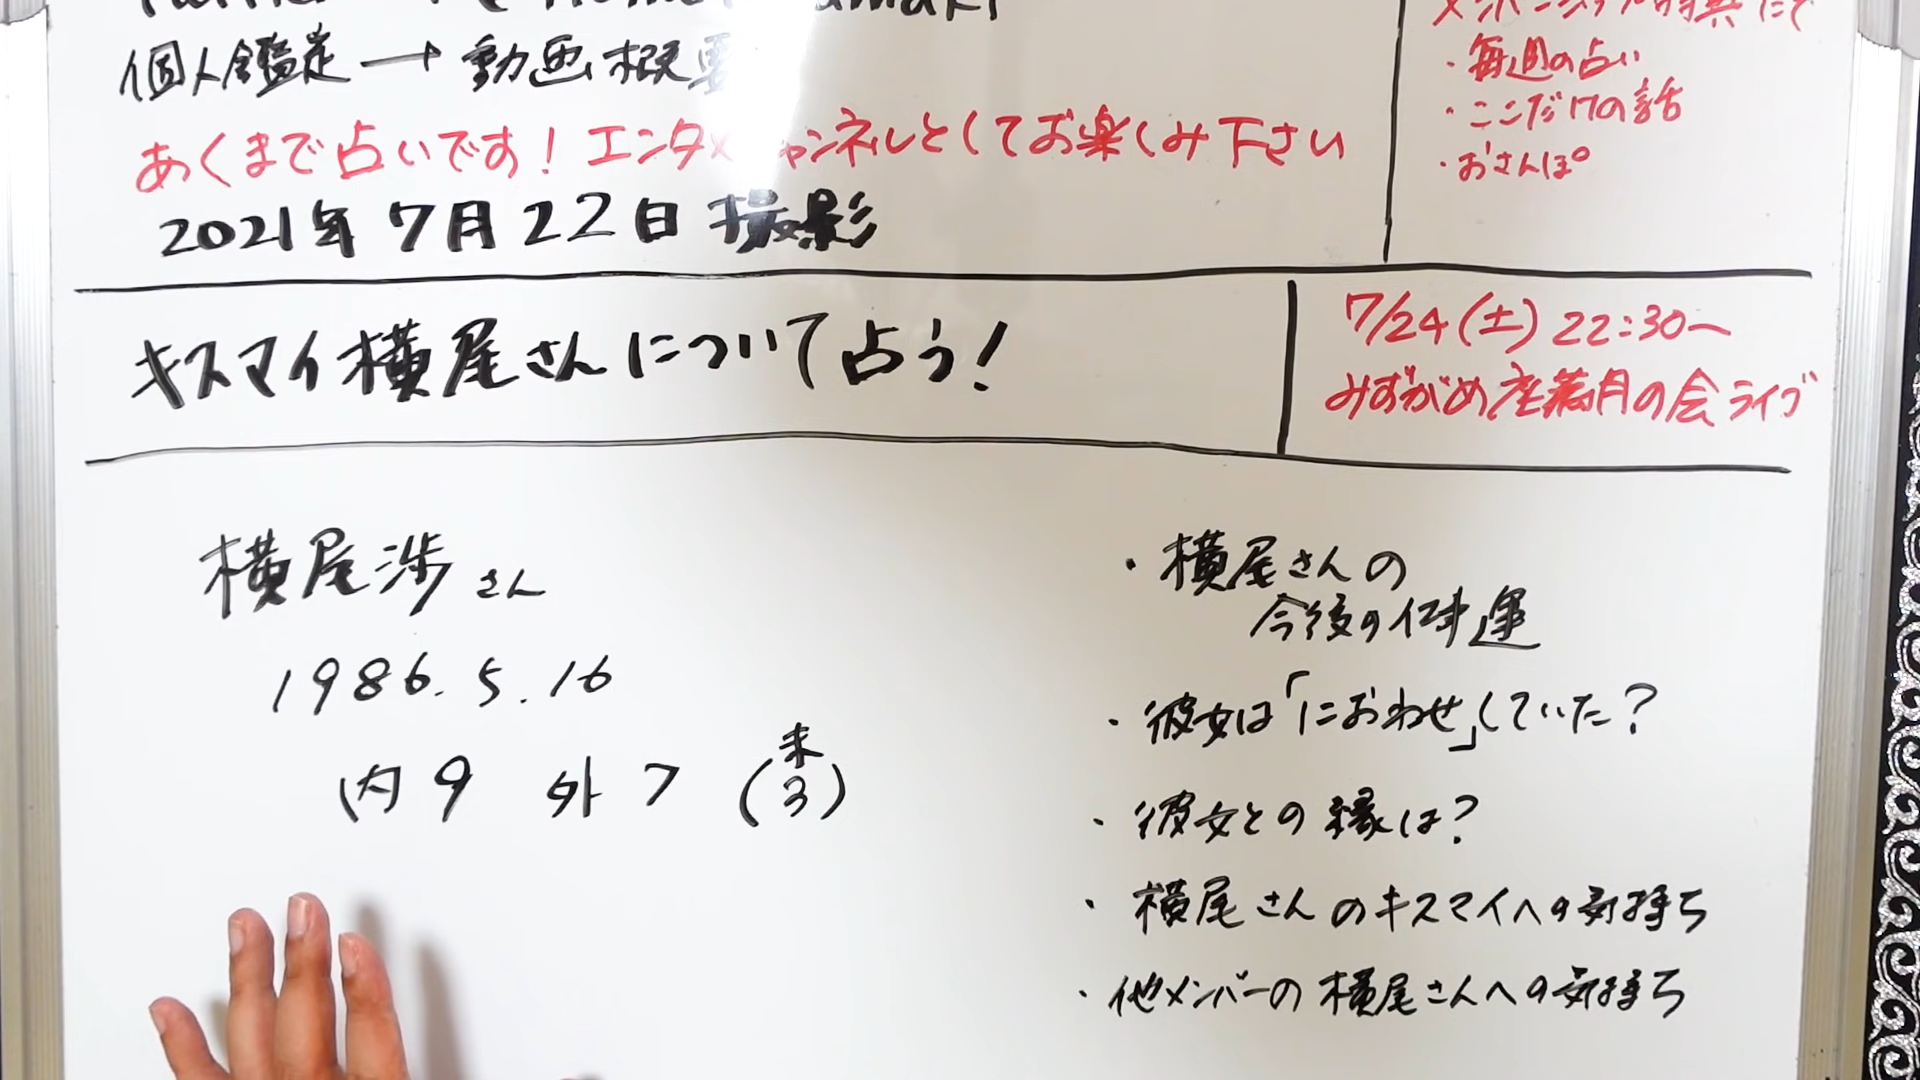 個人鑑定→動画概要
あくまで占いです!エンタメチャンネルとしてお楽しみ下さい
2021年7月22日撮影
・毎週の占い
・ここだけの話
・おさんぽ
キスマイ横尾さんについて占う!
7/24(土)22:30〜
みずがめ座満月の会ライブ
横尾渉さん
1986.5.16
内9 外7 (未3)
・横尾さんの
今後の仕事運
・彼女は「におわせ」していた?
・彼女との縁は?
・横尾さんのキスマイへの気持ち
・他メンバーの横尾さんへの気持ち